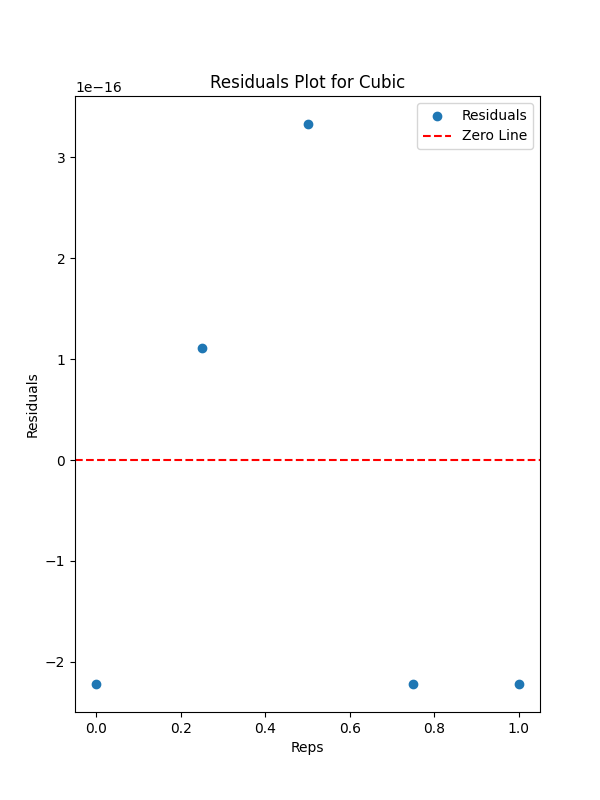 Residuals Plot for Cubic
1e−16
Residuals
Zero Line
3
2
1
0
−1
−2
Residuals
0.0 0.2 0.4 0.6 0.8 1.0
Reps